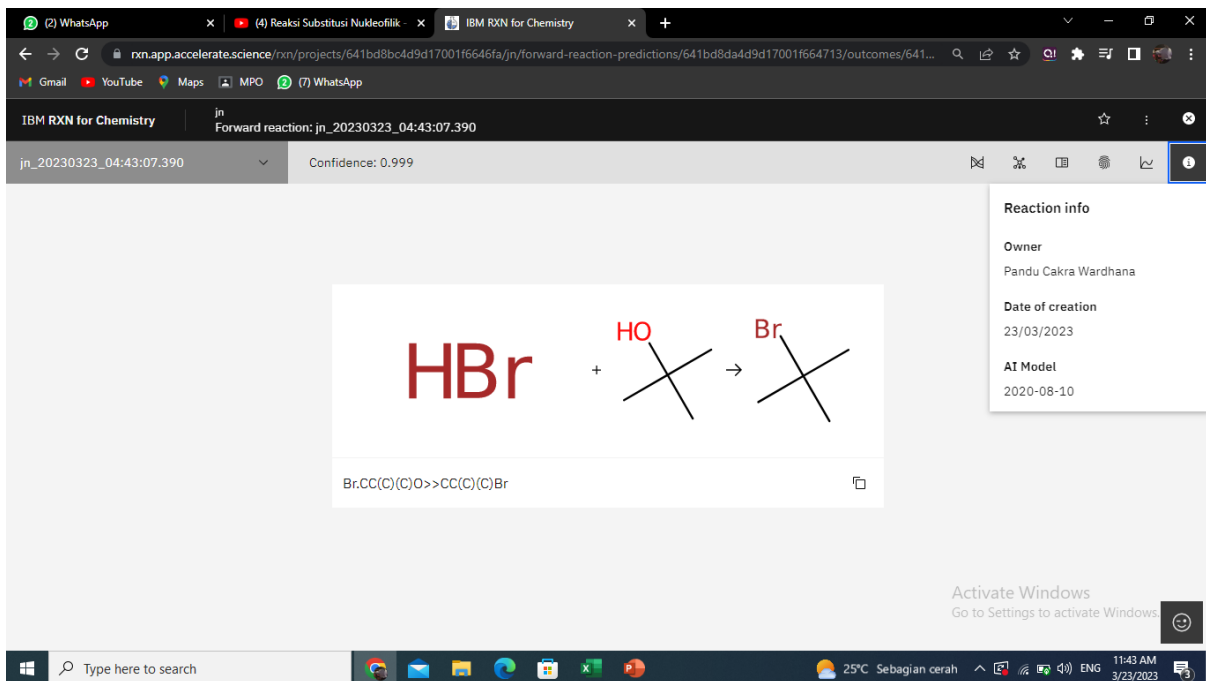 (2) WhatsApp
(4) Reaksi Substitusi Nukleofilik -
IBM RXN for Chemistry
rxn.app.accelerate.science/rxn/projects/641bd8bc4d9d17001f6646fa/jn/forward-reaction-predictions/641bd8da4d9d17001f664713/outcomes/641...
Gmail YouTube Maps MPO (7) WhatsApp
IBM RXN for Chemistry
jn
Forward reaction: jn_20230323_04:43:07.390
jn_20230323_04:43:07.390
Confidence: 0.999
Reaction info
Owner
Pandu Cakra Wardhana
Date of creation
23/03/2023
AI Model
2020-08-10
HBr + HO → Br
Br.CC(C)(C)O>>CC(C)(C)Br
Activate Windows
Go to Settings to activate Windows.
Type here to search
25°C Sebagian cerah
ENG
11:43 AM
3/23/2023
3